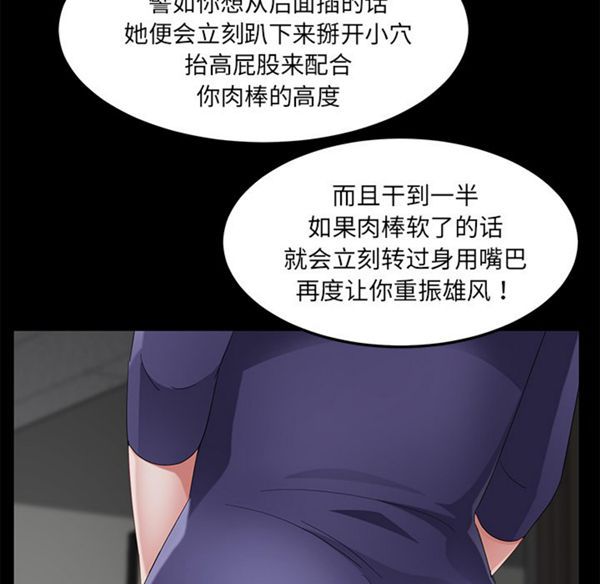 譬如你想从后面插的话
她便会立刻趴下来掰开小穴
抬高屁股来配合
你肉棒的高度
而且干到一半
如果肉棒软了的话
就会立刻转过身用嘴巴
再度让你重振雄风！